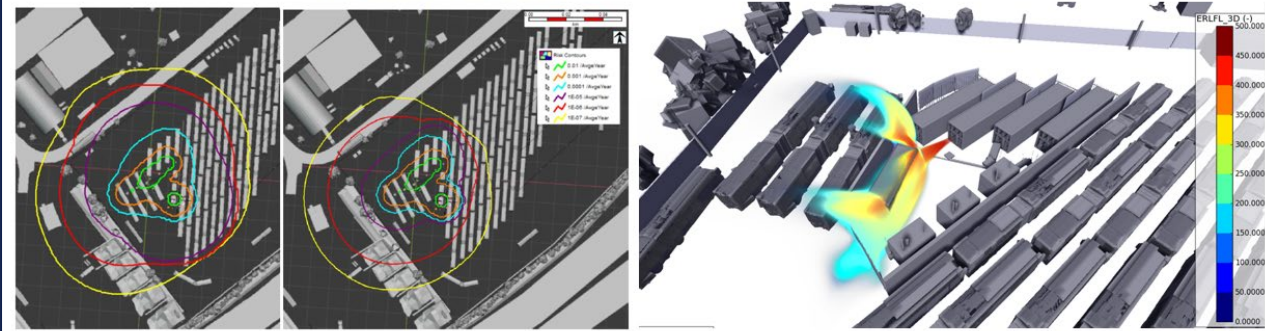 km
Risk Contours
0.01 /AvgeYear
0.001 /AvgeYear
0.0001 /AvgeYear
1E-05 /AvgeYear
1E-06 /AvgeYear
1E-07 /AvgeYear
ERLFL_3D (-)
500.000
450.000
400.000
350.000
300.000
250.000
200.000
150.000
100.000
50.0000
0.0000